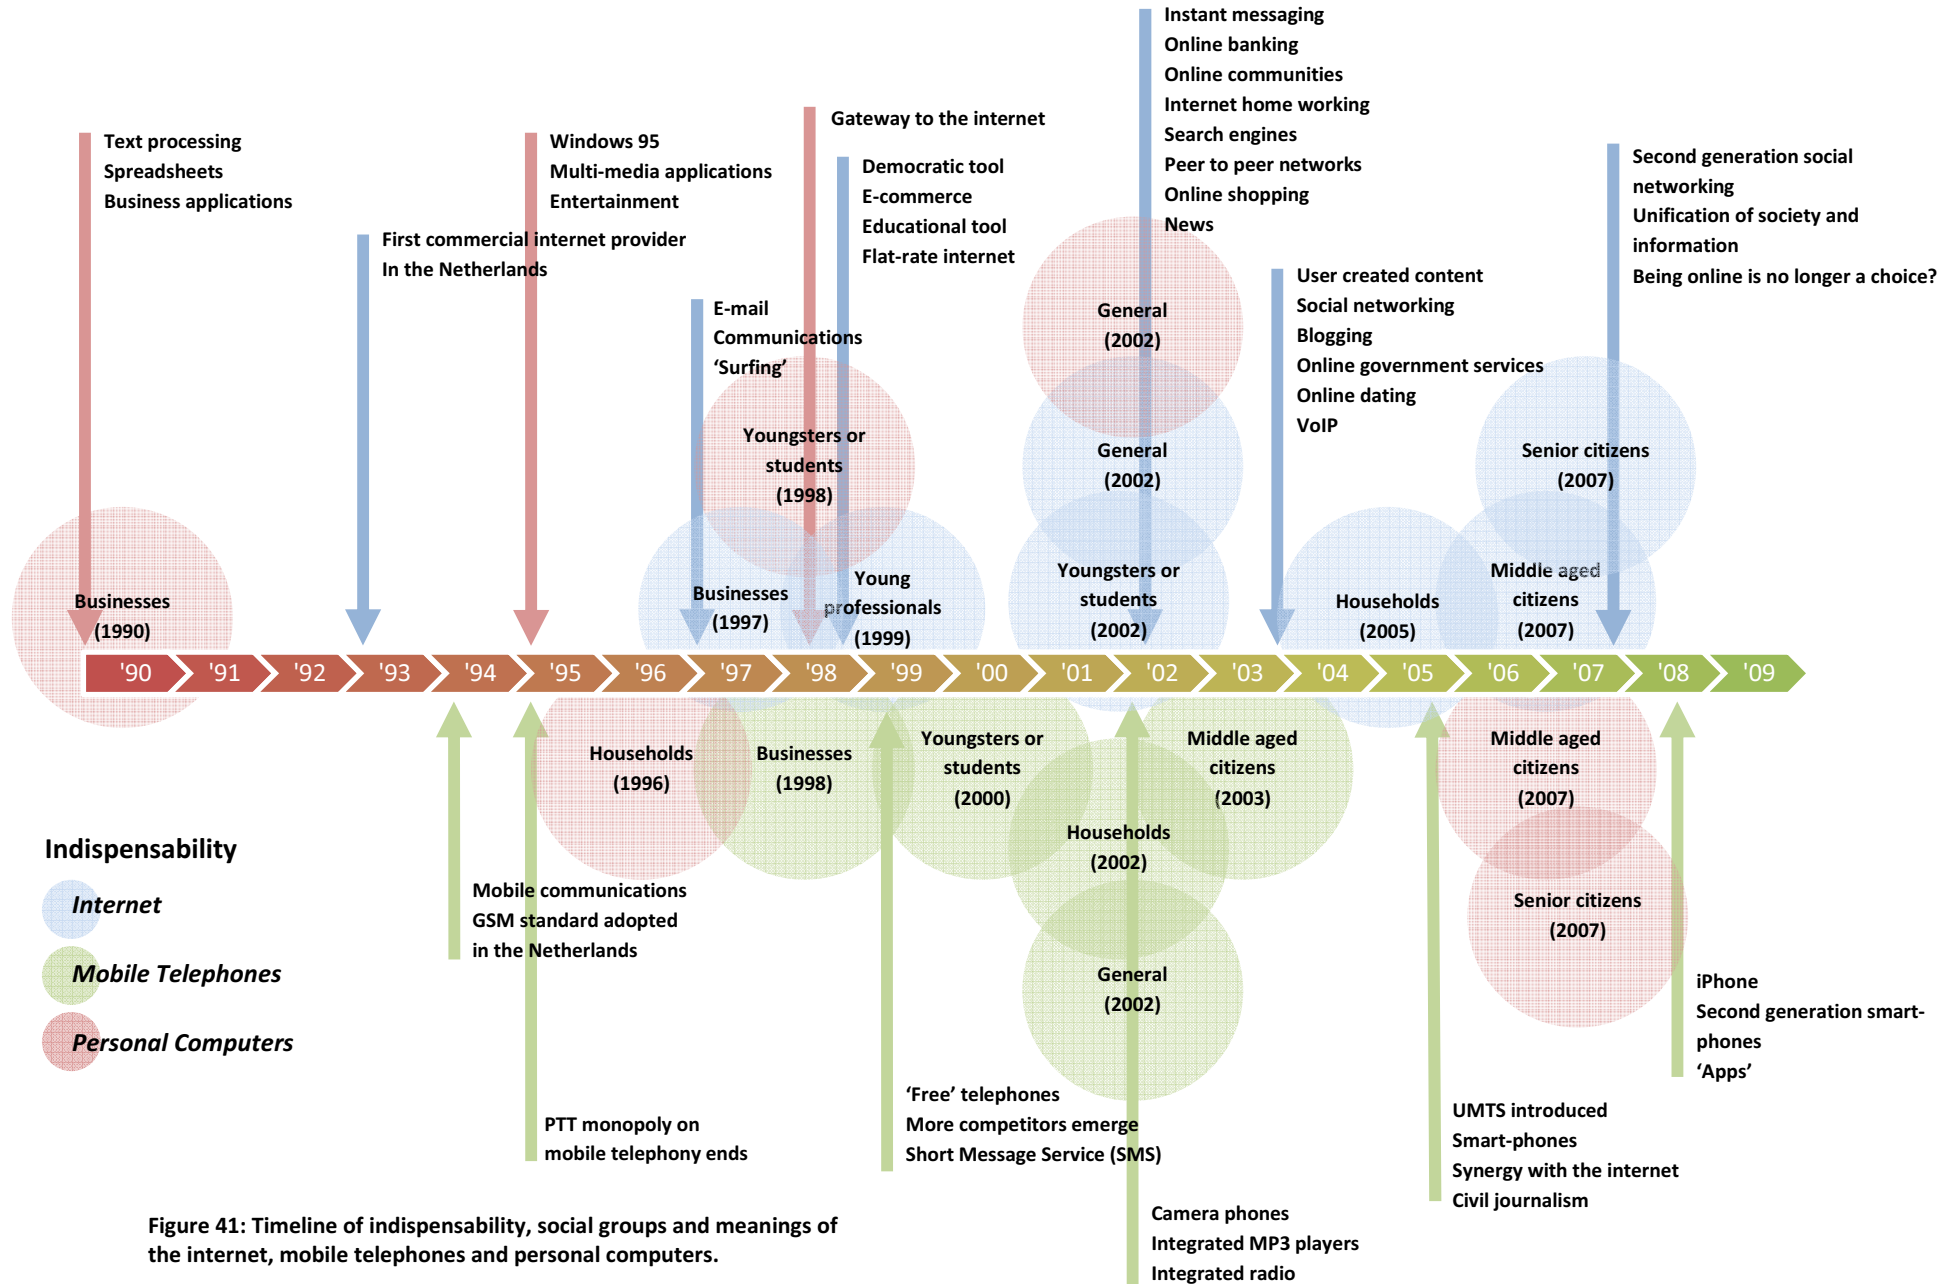 Instant messaging
Online banking
Online communities
Internet home working
Search engines
Peer to peer networks
Online shopping
News
Gateway to the internet
Text processing
Spreadsheets
Business applications
Windows 95
Multi-media applications
Entertainment
Democratic tool
E-commerce
Educational tool
Flat-rate internet
Second generation social
networking
Unification of society and
information
Being online is no longer a choice?
First commercial internet provider
In the Netherlands
E-mail
Communications
‘Surfing’
User created content
Social networking
Blogging
Online government services
Online dating
VoIP
General
(2002)
Youngsters or
students
(1998)
General
(2002)
Senior citizens
(2007)
Businesses
(1990)
Businesses
(1997)
Young
professionals
(1999)
Youngsters or
students
(2002)
Households
(2005)
Middle aged
citizens
(2007)
'90
'91
'92
'93
'94
'95
'96
'97
'98
'99
'00
'01
'02
'03
'04
'05
'06
'07
'08
'09
Households
(1996)
Businesses
(1998)
Youngsters or
students
(2000)
Middle aged
citizens
(2003)
Middle aged
citizens
(2007)
Households
(2002)
Senior citizens
(2007)
General
(2002)
Indispensability
Internet
Mobile Telephones
Personal Computers
Mobile communications
GSM standard adopted
in the Netherlands
PTT monopoly on
mobile telephony ends
‘Free’ telephones
More competitors emerge
Short Message Service (SMS)
iPhone
Second generation smart-
phones
‘Apps’
UMTS introduced
Smart-phones
Synergy with the internet
Civil journalism
Camera phones
Integrated MP3 players
Integrated radio
Figure 41: Timeline of indispensability, social groups and meanings of
the internet, mobile telephones and personal computers.